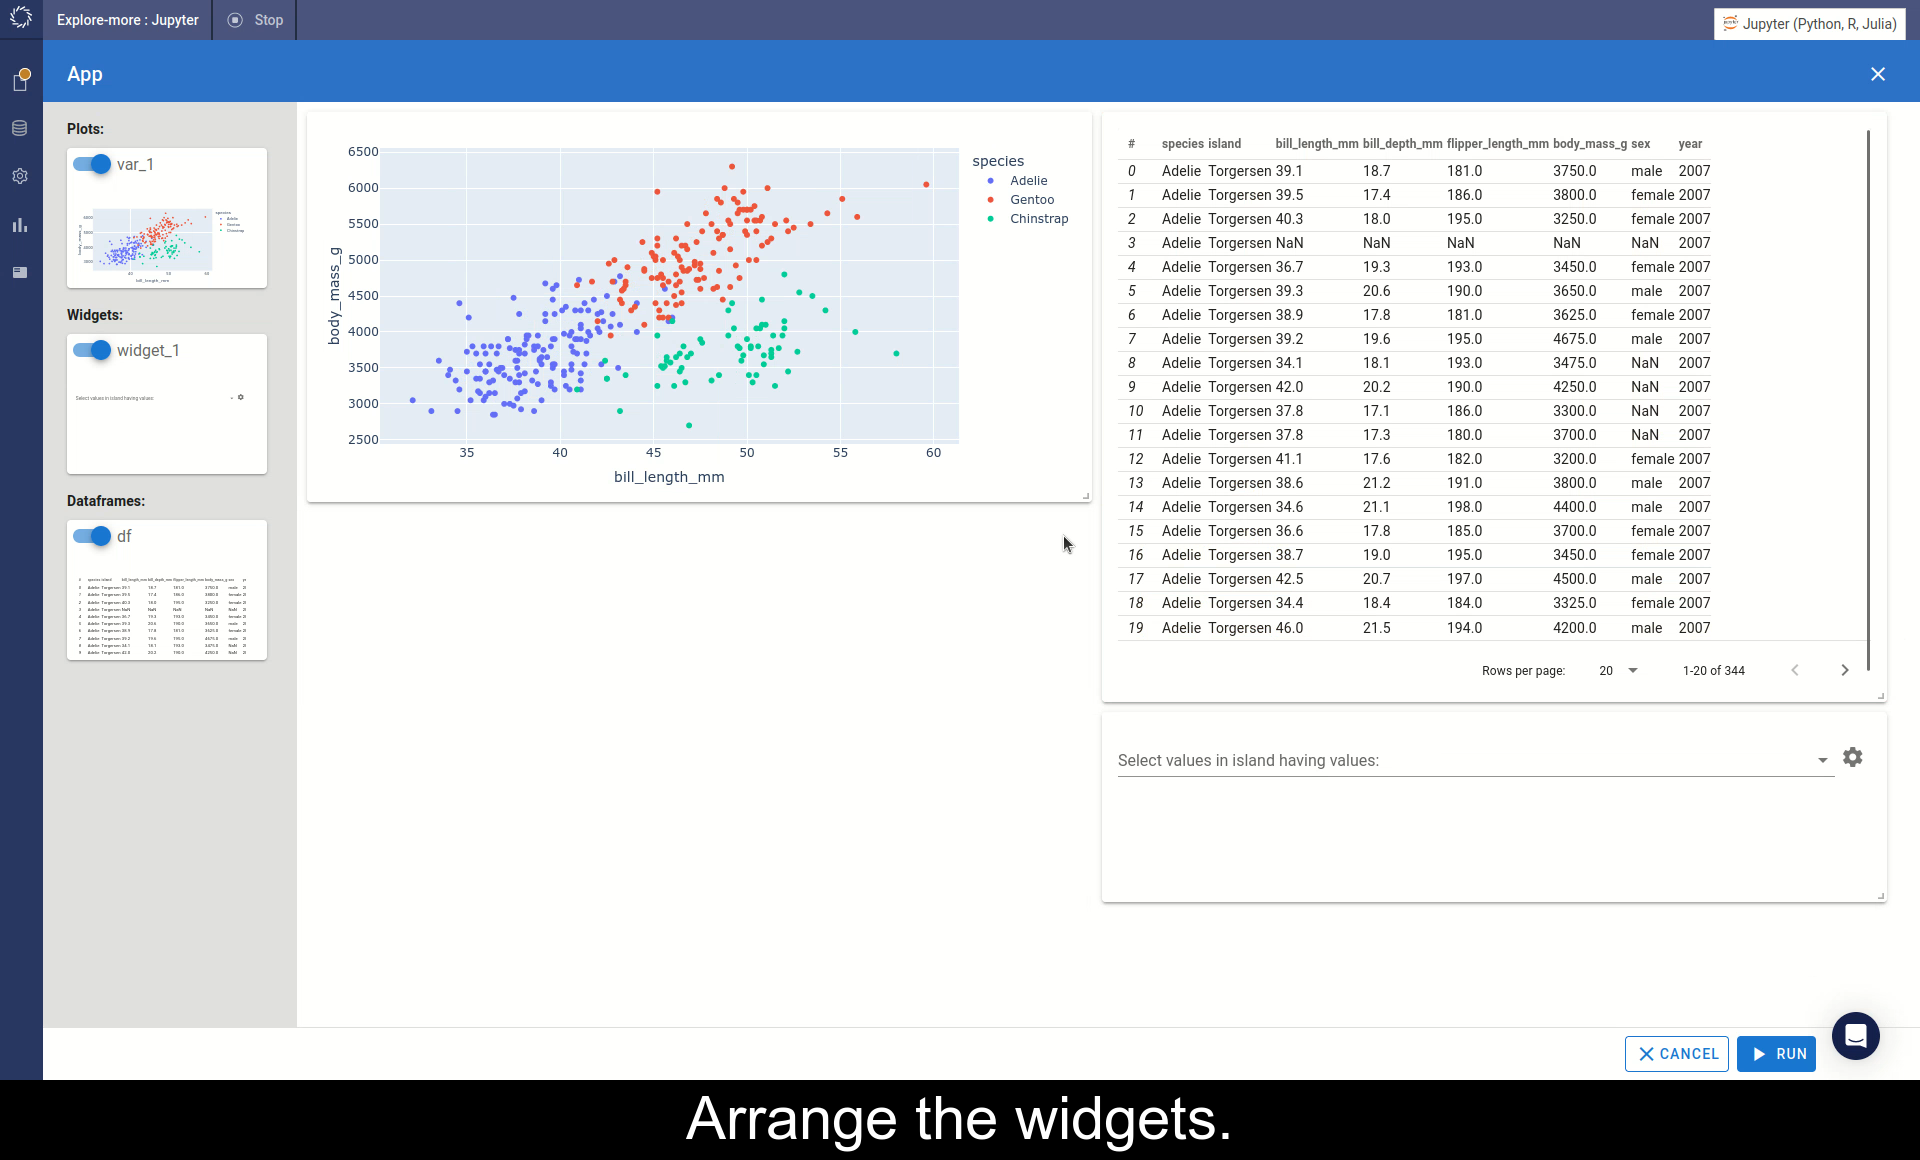 Explore-more : Jupyter
Stop
Jupyter (Python, R, Julia)
App
Plots:
var_1
Widgets:
widget_1
Select values in island having values:
Dataframes:
df
6500
6000
5500
5000
4500
4000
3500
3000
2500
body_mass_g
35 40 45 50 55 60
bill_length_mm
species
Adelie
Gentoo
Chinstrap
# species island bill_length_mm bill_depth_mm flipper_length_mm body_mass_g sex year
0 Adelie Torgersen 39.1 18.7 181.0 3750.0 male 2007
1 Adelie Torgersen 39.5 17.4 186.0 3800.0 female 2007
2 Adelie Torgersen 40.3 18.0 195.0 3250.0 female 2007
3 Adelie Torgersen NaN NaN NaN NaN NaN 2007
4 Adelie Torgersen 36.7 19.3 193.0 3450.0 female 2007
5 Adelie Torgersen 39.3 20.6 190.0 3650.0 male 2007
6 Adelie Torgersen 38.9 17.8 181.0 3625.0 female 2007
7 Adelie Torgersen 39.2 19.6 195.0 4675.0 male 2007
8 Adelie Torgersen 34.1 18.1 193.0 3475.0 NaN 2007
9 Adelie Torgersen 42.0 20.2 190.0 4250.0 NaN 2007
10 Adelie Torgersen 37.8 17.1 186.0 3300.0 NaN 2007
11 Adelie Torgersen 37.8 17.3 180.0 3700.0 NaN 2007
12 Adelie Torgersen 41.1 17.6 182.0 3200.0 female 2007
13 Adelie Torgersen 38.6 21.2 191.0 3800.0 male 2007
14 Adelie Torgersen 34.6 21.1 198.0 4400.0 male 2007
15 Adelie Torgersen 36.6 17.8 185.0 3700.0 female 2007
16 Adelie Torgersen 38.7 19.0 195.0 3450.0 female 2007
17 Adelie Torgersen 42.5 20.7 197.0 4500.0 male 2007
18 Adelie Torgersen 34.4 18.4 184.0 3325.0 female 2007
19 Adelie Torgersen 46.0 21.5 194.0 4200.0 male 2007
Rows per page: 20 1-20 of 344
Select values in island having values:
CANCEL
RUN
Arrange the widgets.